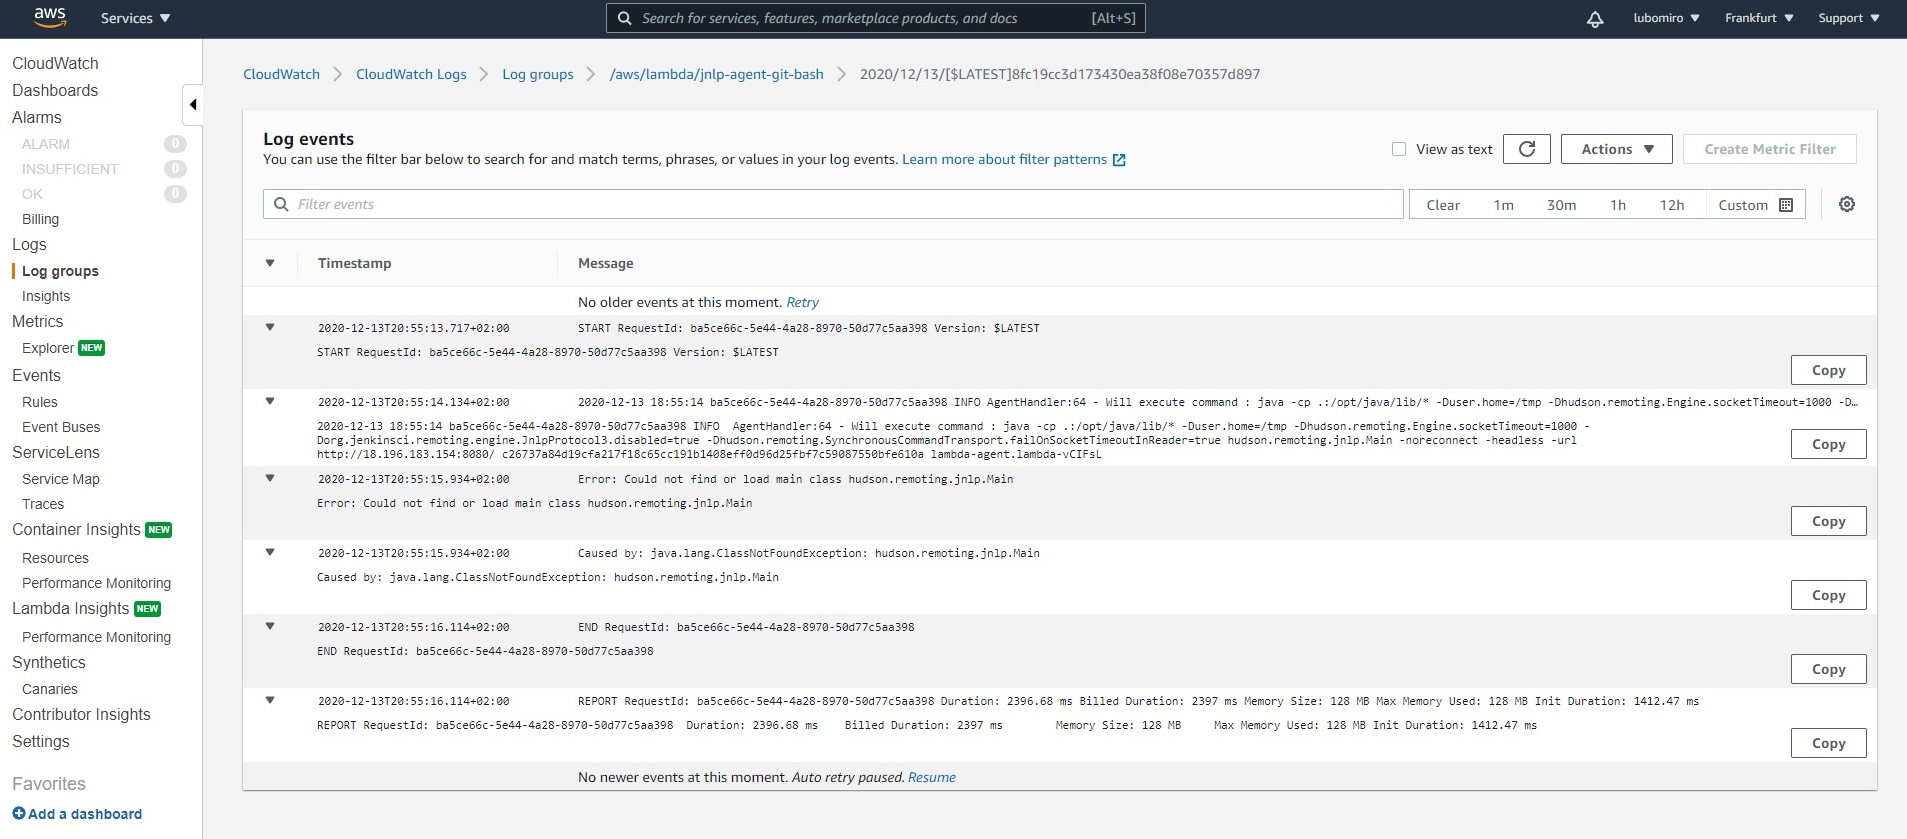 aws Services Search for services, features, marketplace products, and docs [Alt+S] lubomiro Frankfurt Support
CloudWatch
Dashboards
Alarms
ALARM 0
INSUFFICIENT 0
OK 0
Billing
Logs
Log groups
Insights
Metrics
Explorer NEW
Events
Rules
Event Buses
ServiceLens
Service Map
Traces
Container Insights NEW
Resources
Performance Monitoring
Lambda Insights NEW
Performance Monitoring
Synthetics
Canaries
Contributor Insights
Settings
Favorites
Add a dashboard
CloudWatch CloudWatch Logs Log groups /aws/lambda/jnlp-agent-git-bash 2020/12/13/[$LATEST]8fc19cc3d173430ea38f08e70357d897
Log events
You can use the filter bar below to search for and match terms, phrases, or values in your log events. Learn more about filter patterns
View as text Actions Create Metric Filter
Filter events Clear 1m 30m 1h 12h Custom
Timestamp Message
No older events at this moment. Retry
2020-12-13T20:55:13.717+02:00 START RequestId: ba5ce66c-5e44-4a28-8970-50d77c5aa398 Version: $LATEST
START RequestId: ba5ce66c-5e44-4a28-8970-50d77c5aa398 Version: $LATEST
Copy
2020-12-13T20:55:14.134+02:00 2020-12-13 18:55:14 ba5ce66c-5e44-4a28-8970-50d77c5aa398 INFO AgentHandler:64 - Will execute command : java -cp .:/opt/java/lib/* -Duser.home=/tmp -Dhudson.remoting.Engine.socketTimeout=1000 -D…
2020-12-13 18:55:14 ba5ce66c-5e44-4a28-8970-50d77c5aa398 INFO AgentHandler:64 - Will execute command : java -cp .:/opt/java/lib/* -Duser.home=/tmp -Dhudson.remoting.Engine.socketTimeout=1000 -
Dorg.jenkinsci.remoting.engine.JnlpProtocol3.disabled=true -Dhudson.remoting.SynchronousCommandTransport.failOnSocketTimeoutInReader=true hudson.remoting.jnlp.Main -noreconnect -headless -url
http://18.196.183.154:8080/ c26737a84d19cfa217f18c65cc191b1408eff0d96d25fbf7c59087550bfe610a lambda-agent.lambda-vCIFsL
Copy
2020-12-13T20:55:15.934+02:00 Error: Could not find or load main class hudson.remoting.jnlp.Main
Error: Could not find or load main class hudson.remoting.jnlp.Main
Copy
2020-12-13T20:55:15.934+02:00 Caused by: java.lang.ClassNotFoundException: hudson.remoting.jnlp.Main
Caused by: java.lang.ClassNotFoundException: hudson.remoting.jnlp.Main
Copy
2020-12-13T20:55:16.114+02:00 END RequestId: ba5ce66c-5e44-4a28-8970-50d77c5aa398
END RequestId: ba5ce66c-5e44-4a28-8970-50d77c5aa398
Copy
2020-12-13T20:55:16.114+02:00 REPORT RequestId: ba5ce66c-5e44-4a28-8970-50d77c5aa398 Duration: 2396.68 ms Billed Duration: 2397 ms Memory Size: 128 MB Max Memory Used: 128 MB Init Duration: 1412.47 ms
REPORT RequestId: ba5ce66c-5e44-4a28-8970-50d77c5aa398 Duration: 2396.68 ms Billed Duration: 2397 ms Memory Size: 128 MB Max Memory Used: 128 MB Init Duration: 1412.47 ms
Copy
No newer events at this moment. Auto retry paused. Resume